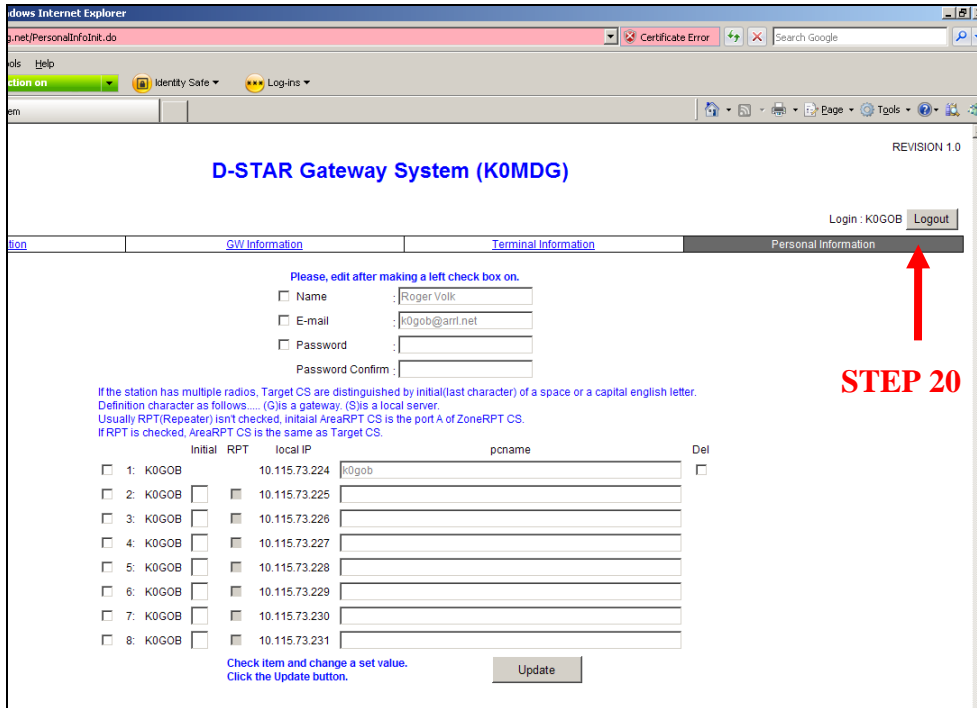 dows Internet Explorer
g.net/PersonalInfoInit.do Certificate Error Search Google
ols Help
ction on Identity Safe Log-ins
em Page Tools
REVISION 1.0
D-STAR Gateway System (K0MDG)
Login : K0GOB Logout
tion GW Information Terminal Information Personal Information
Please, edit after making a left check box on.
Name : Roger Volk
E-mail : k0gob@arrl.net
Password :
Password Confirm :
STEP 20
If the station has multiple radios, Target CS are distinguished by initial(last character) of a space or a capital english letter.
Definition character as follows..... (G)is a gateway. (S)is a local server.
Usually RPT(Repeater) isn't checked, initaial AreaRPT CS is the port A of ZoneRPT CS.
If RPT is checked, AreaRPT CS is the same as Target CS.
Initial RPT local IP pcname Del
1: K0GOB 10.115.73.224 k0gob
2: K0GOB 10.115.73.225
3: K0GOB 10.115.73.226
4: K0GOB 10.115.73.227
5: K0GOB 10.115.73.228
6: K0GOB 10.115.73.229
7: K0GOB 10.115.73.230
8: K0GOB 10.115.73.231
Check item and change a set value.
Click the Update button.
Update